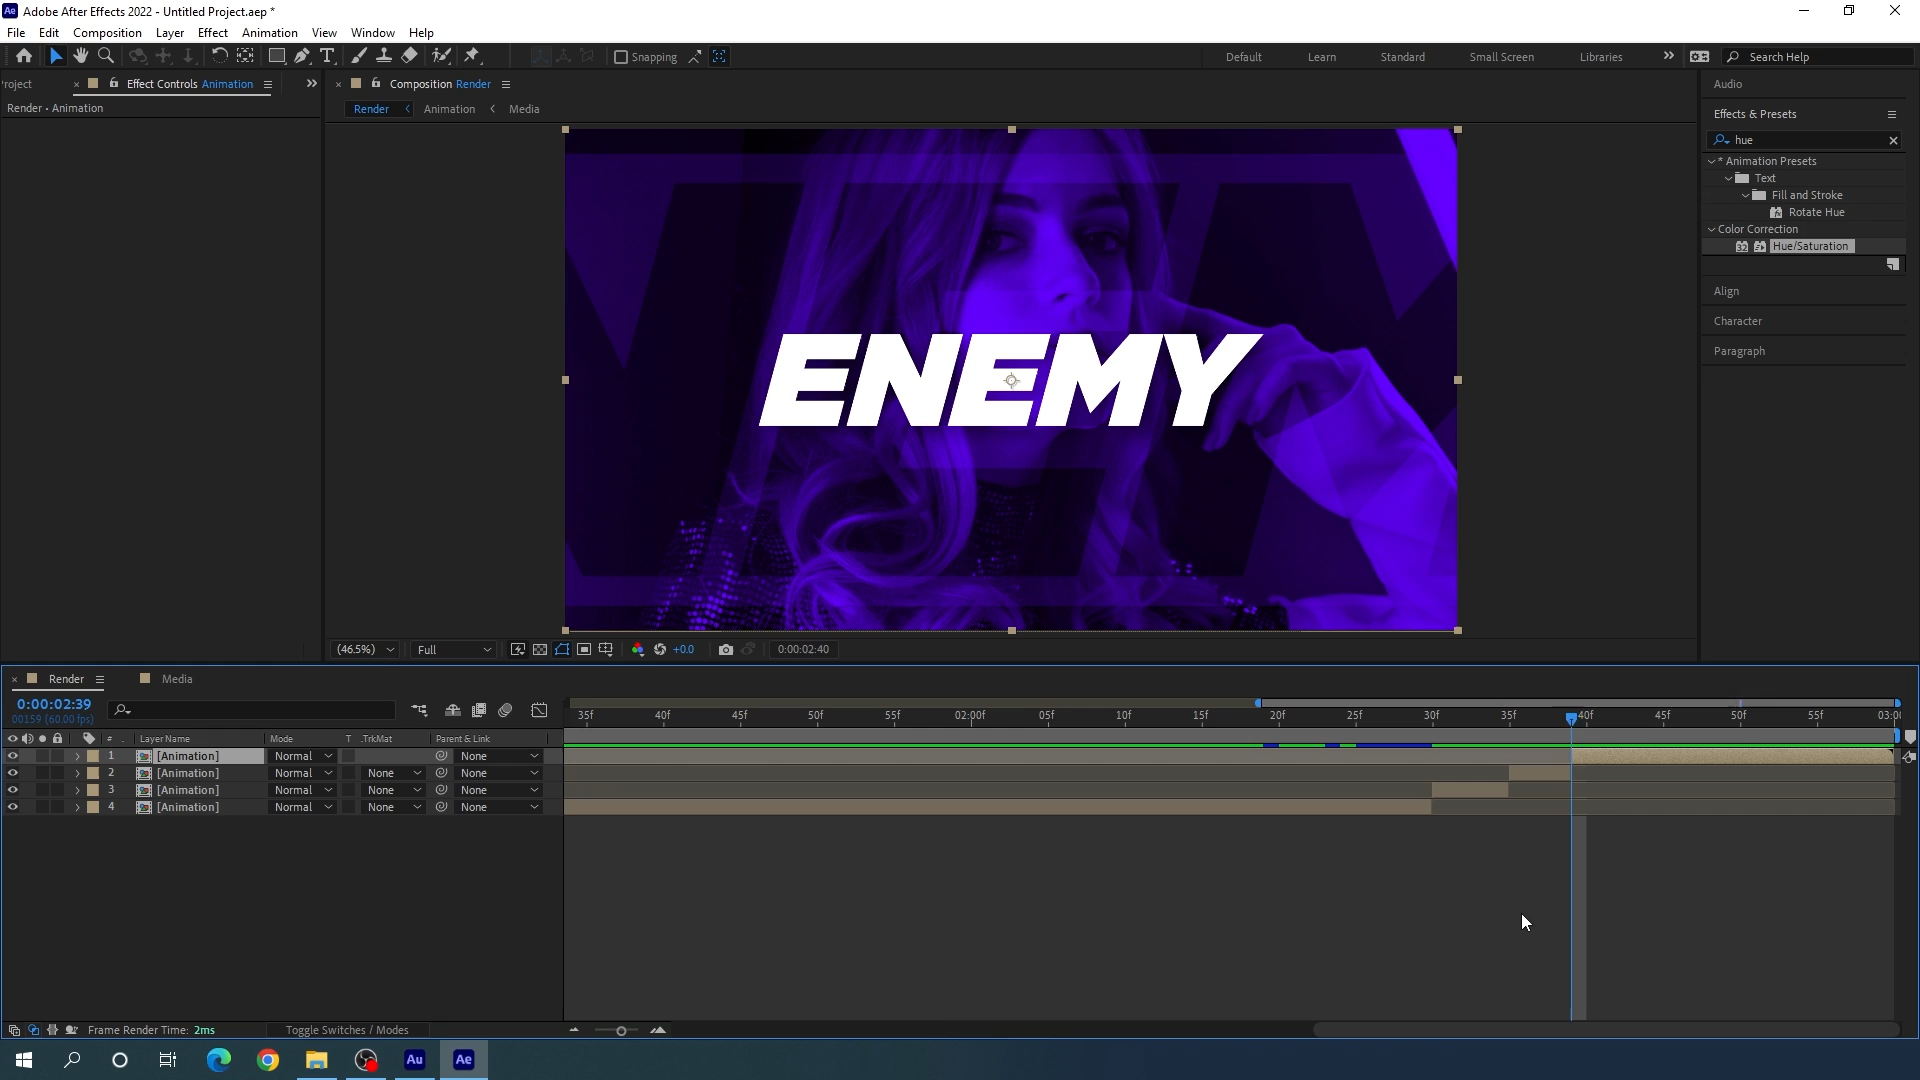 Adobe After Effects 2022 - Untitled Project.aep *
File Edit Composition Layer Effect Animation View Window Help
Snapping
Default Learn Standard Small Screen Libraries
Search Help
roject
Effect Controls Animation
Composition Render
Audio
Render • Animation
Render Animation Media
Effects & Presets
hue
* Animation Presets
Text
Fill and Stroke
Rotate Hue
Color Correction
32 Hue/Saturation
Align
Character
Paragraph
ENEMY
(46.5%) Full +0.0 0:00:02:40
Render Media
0:00:02:39
00159 (60.00 fps)
35f 40f 45f 50f 55f 02:00f 05f 10f 15f 20f 25f 30f 35f 40f 45f 50f 55f 03:0
# Layer Name Mode T .TrkMat Parent & Link
1 [Animation] Normal None
2 [Animation] Normal None None
3 [Animation] Normal None None
4 [Animation] Normal None None
Frame Render Time: 2ms Toggle Switches / Modes
Au Ae